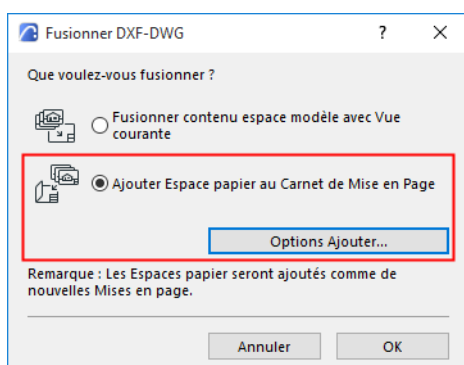 Fusionner DXF-DWG
?
Que voulez-vous fusionner ?
Fusionner contenu espace modèle avec Vue
courante
Ajouter Espace papier au Carnet de Mise en Page
Options Ajouter...
Remarque : Les Espaces papier seront ajoutés comme de
nouvelles Mises en page.
Annuler
OK